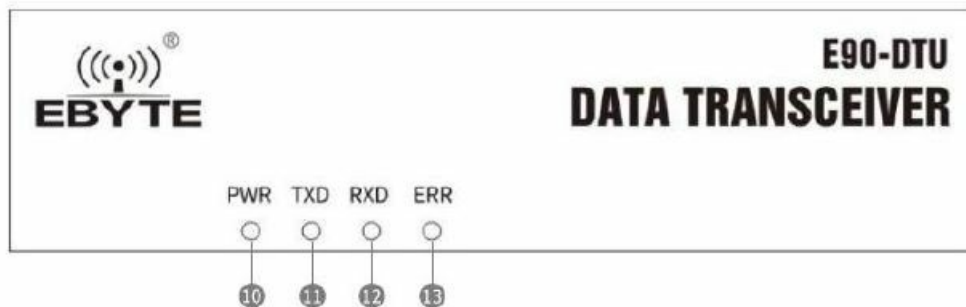 ®
EBYTE
E90-DTU
DATA TRANSCEIVER
PWR TXD RXD ERR
10 11 12 13